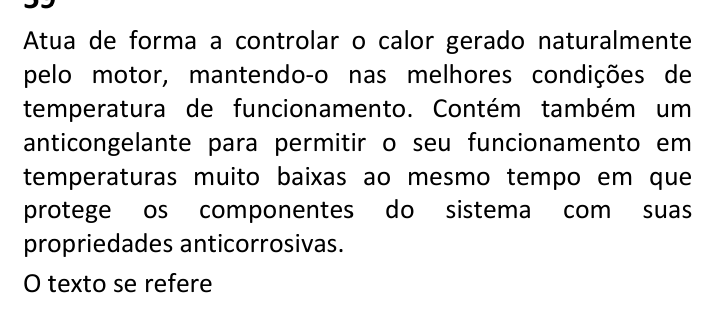 39
Atua de forma a controlar o calor gerado naturalmente
pelo motor, mantendo-o nas melhores condições de
temperatura de funcionamento. Contém também um
anticongelante para permitir o seu funcionamento em
temperaturas muito baixas ao mesmo tempo em que
protege os componentes do sistema com suas
propriedades anticorrosivas.
O texto se refere